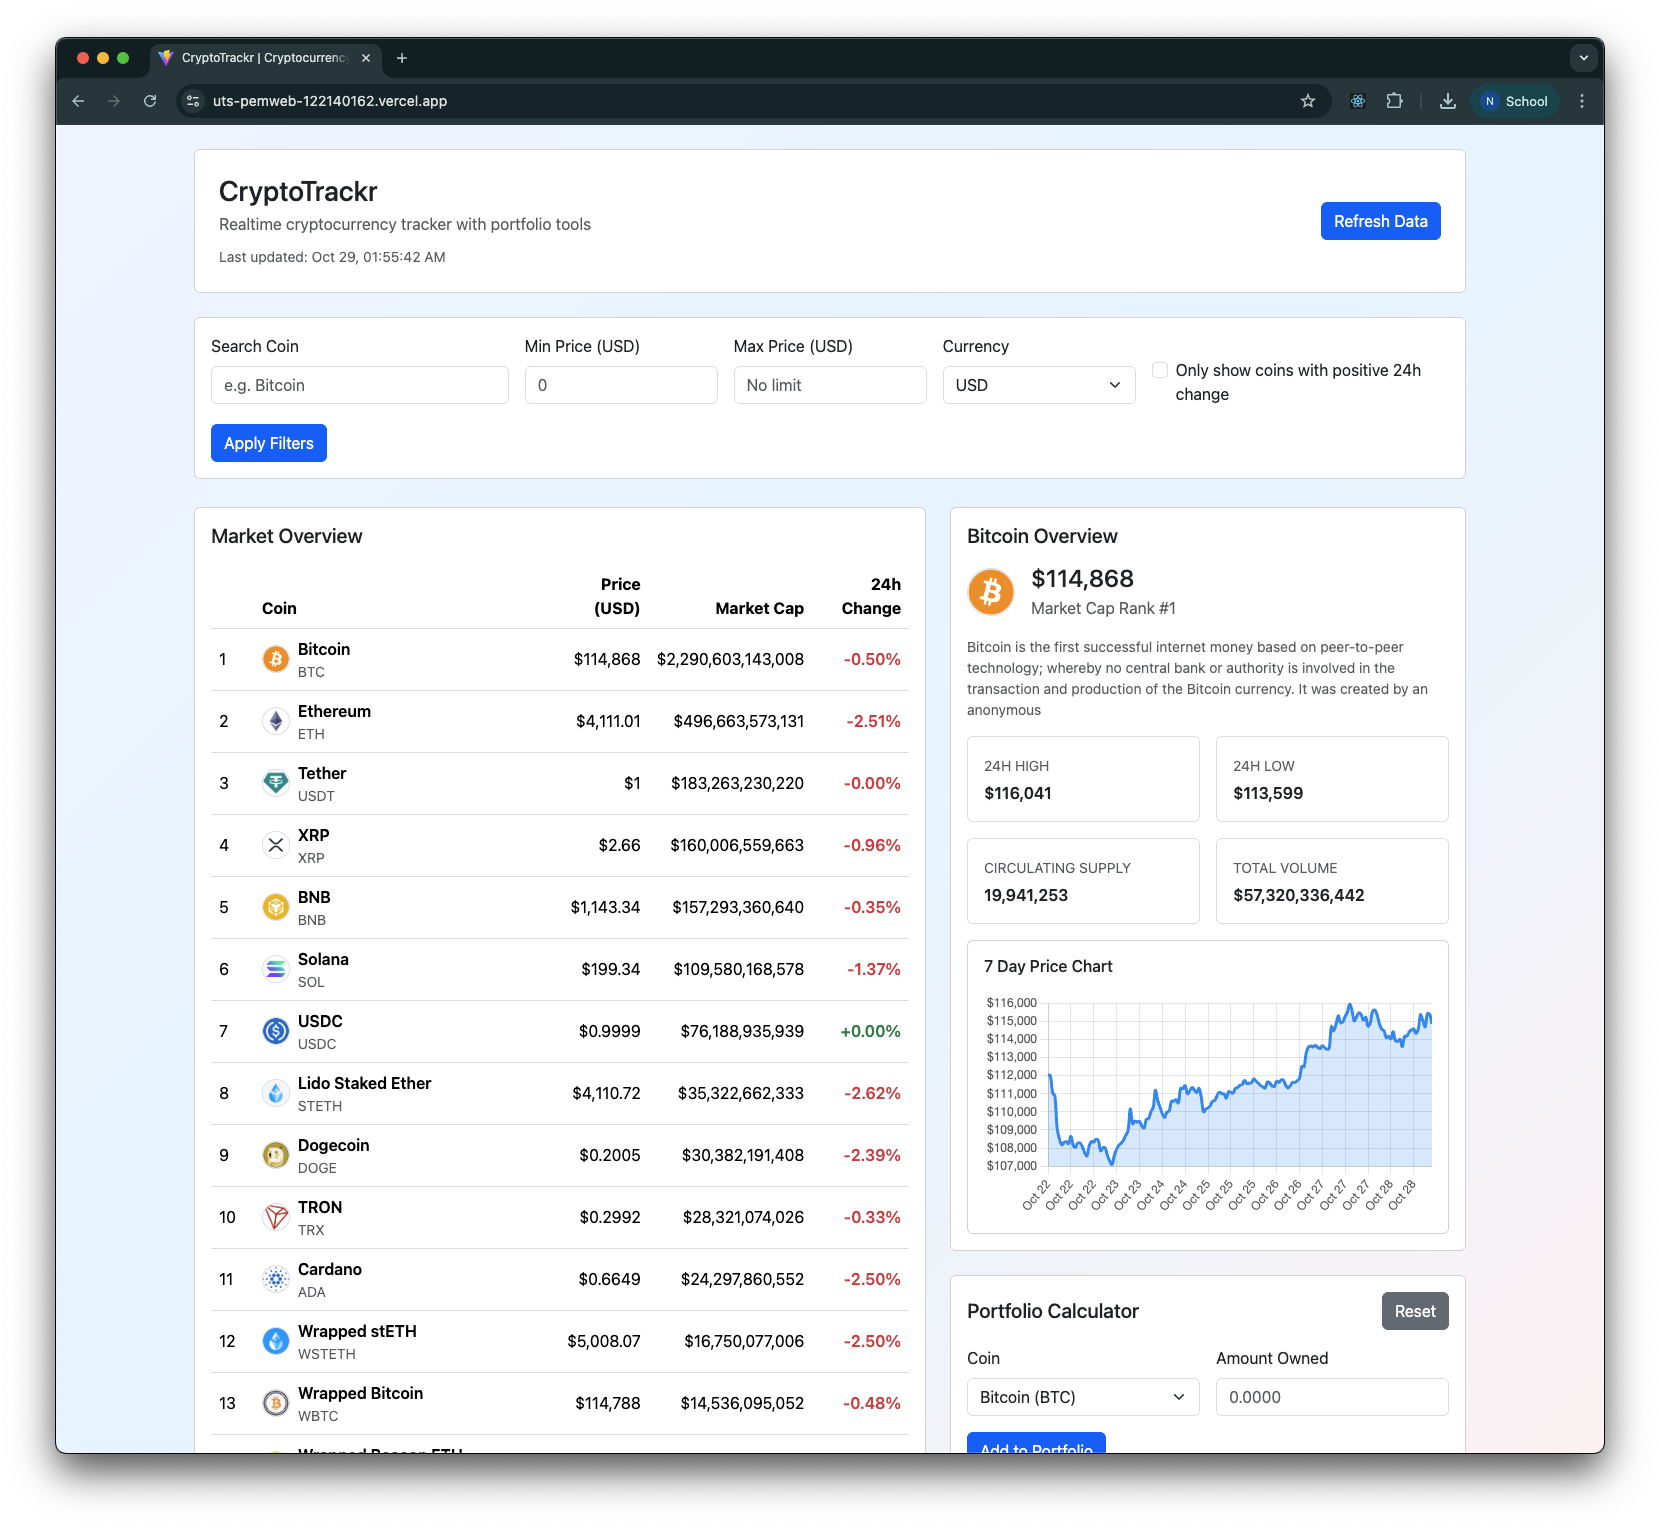 CryptoTrackr | Cryptocurrenc
uts-pemweb-122140162.vercel.app
N School
CryptoTrackr
Realtime cryptocurrency tracker with portfolio tools
Last updated: Oct 29, 01:55:42 AM
Refresh Data
Search Coin
Min Price (USD)
Max Price (USD)
Currency
e.g. Bitcoin
0
No limit
USD
Only show coins with positive 24h
change
Apply Filters
Market Overview
Coin Price (USD) Market Cap 24h Change
1 Bitcoin BTC $114,868 $2,290,603,143,008 -0.50%
2 Ethereum ETH $4,111.01 $496,663,573,131 -2.51%
3 Tether USDT $1 $183,263,230,220 -0.00%
4 XRP XRP $2.66 $160,006,559,663 -0.96%
5 BNB BNB $1,143.34 $157,293,360,640 -0.35%
6 Solana SOL $199.34 $109,580,168,578 -1.37%
7 USDC USDC $0.9999 $76,188,935,939 +0.00%
8 Lido Staked Ether STETH $4,110.72 $35,322,662,333 -2.62%
9 Dogecoin DOGE $0.2005 $30,382,191,408 -2.39%
10 TRON TRX $0.2992 $28,321,074,026 -0.33%
11 Cardano ADA $0.6649 $24,297,860,552 -2.50%
12 Wrapped stETH WSTETH $5,008.07 $16,750,077,006 -2.50%
13 Wrapped Bitcoin WBTC $114,788 $14,536,095,052 -0.48%
Wrapped Beacon ETH
Bitcoin Overview
$114,868
Market Cap Rank #1
Bitcoin is the first successful internet money based on peer-to-peer
technology; whereby no central bank or authority is involved in the
transaction and production of the Bitcoin currency. It was created by an
anonymous
24H HIGH
$116,041
24H LOW
$113,599
CIRCULATING SUPPLY
19,941,253
TOTAL VOLUME
$57,320,336,442
7 Day Price Chart
$116,000
$115,000
$114,000
$113,000
$112,000
$111,000
$110,000
$109,000
$108,000
$107,000
Oct 22 Oct 22 Oct 22 Oct 23 Oct 23 Oct 24 Oct 24 Oct 25 Oct 25 Oct 25 Oct 26 Oct 26 Oct 27 Oct 27 Oct 27 Oct 28 Oct 28
Portfolio Calculator
Reset
Coin
Amount Owned
Bitcoin (BTC)
0.0000
Add to Portfolio